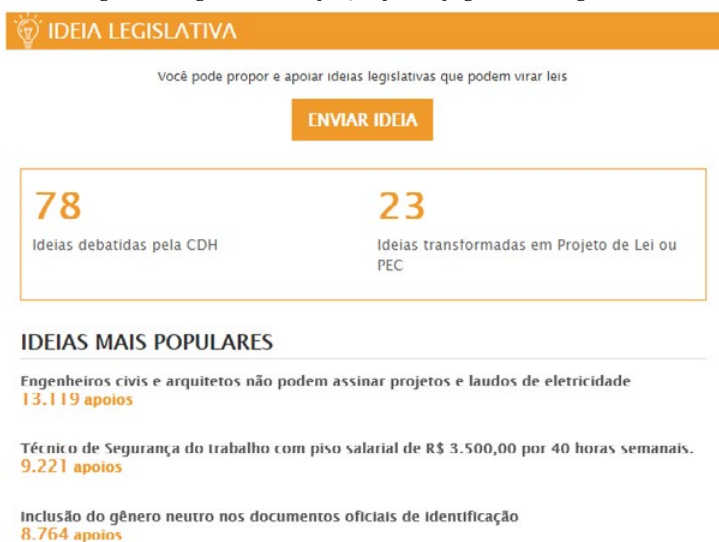 IDEIA LEGISLATIVA
Você pode propor e apoiar ideias legislativas que podem virar leis
ENVIAR IDEIA
78
23
Ideias debatidas pela CDH
Ideias transformadas em Projeto de Lei ou
PEC
IDEIAS MAIS POPULARES
Engenheiros civis e arquitetos não podem assinar projetos e laudos de eletricidade
13.119 apoios
Técnico de Segurança do trabalho com piso salarial de R$ 3.500,00 por 40 horas semanais.
9.221 apoios
Inclusão do gênero neutro nos documentos oficiais de identificação
8.764 apoios